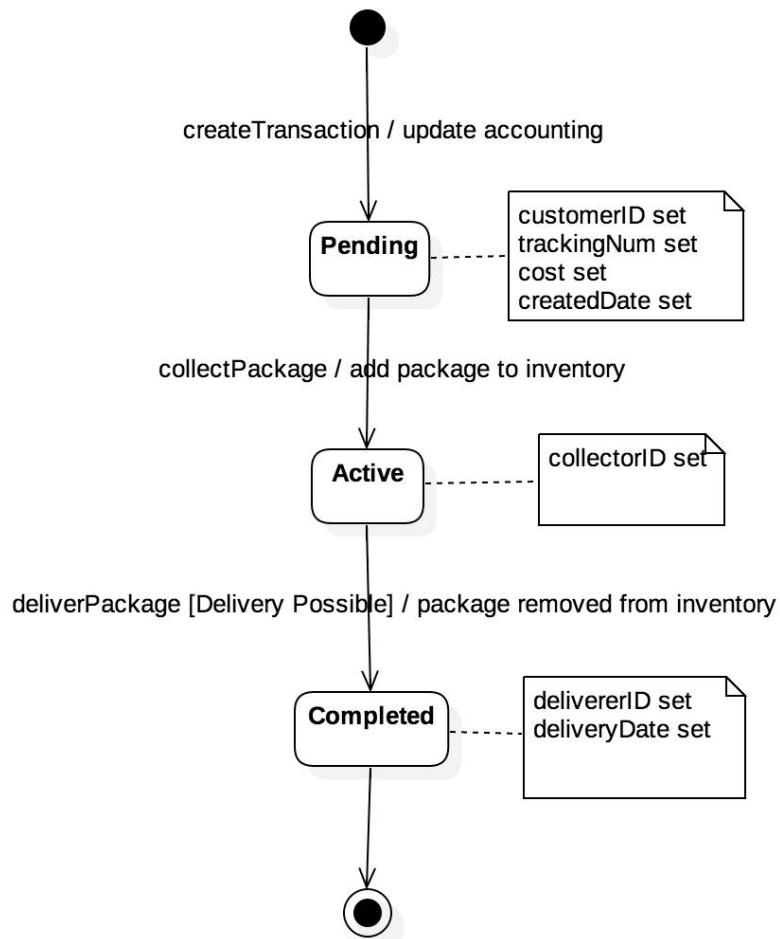 createTransaction / update accounting
Pending
customerID set
trackingNum set
cost set
createdDate set
collectPackage / add package to inventory
Active
collectorID set
deliverPackage [Delivery Possible] / package removed from inventory
Completed
delivererID set
deliveryDate set